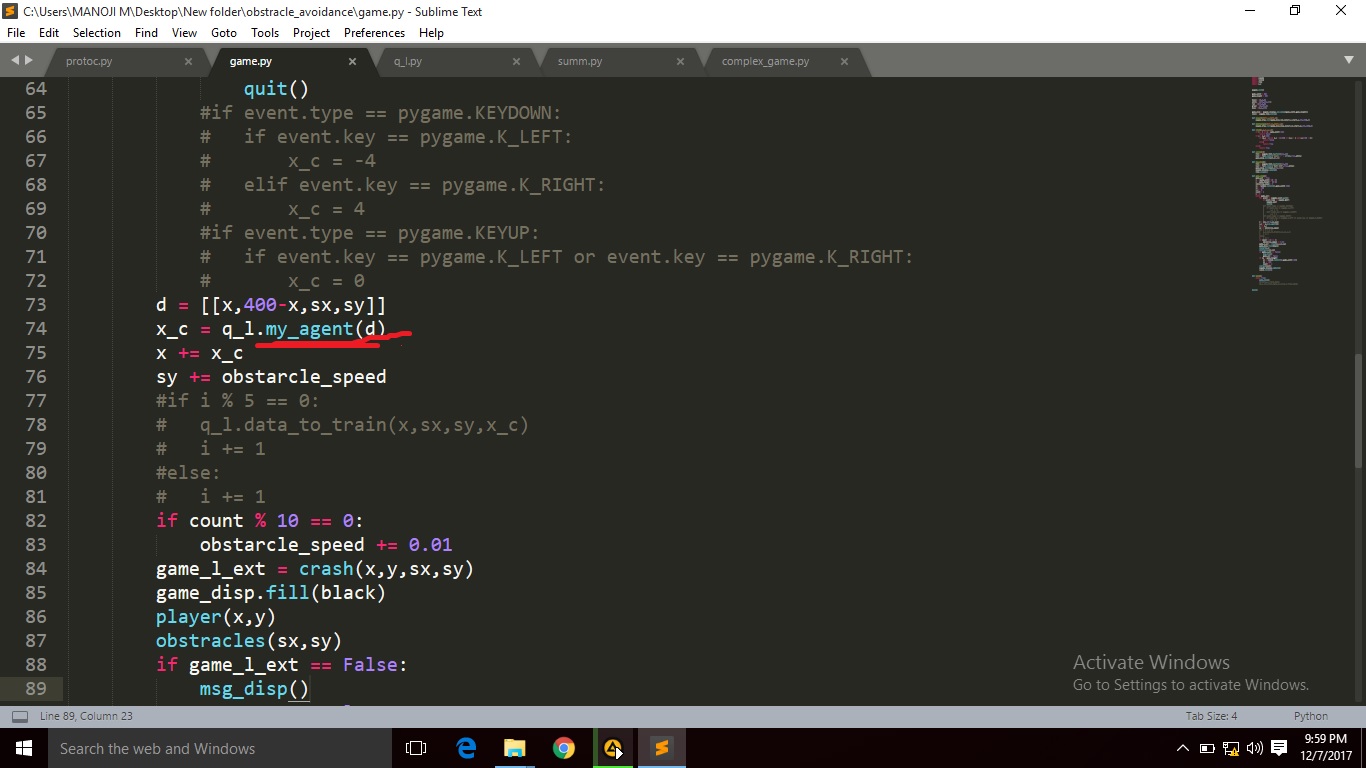 C:\Users\MANOJI M\Desktop\New folder\obstracle_avoidance\game.py - Sublime Text
File Edit Selection Find View Goto Tools Project Preferences Help
protoc.py game.py q_l.py summ.py complex_game.py
64 quit()
65 #if event.type == pygame.KEYDOWN:
66 # if event.key == pygame.K_LEFT:
67 # x_c = -4
68 # elif event.key == pygame.K_RIGHT:
69 # x_c = 4
70 #if event.type == pygame.KEYUP:
71 # if event.key == pygame.K_LEFT or event.key == pygame.K_RIGHT:
72 # x_c = 0
73 d = [[x,400-x,sx,sy]]
74 x_c = q_l.my_agent(d)
75 x += x_c
76 sy += obstarcle_speed
77 #if i % 5 == 0:
78 # q_l.data_to_train(x,sx,sy,x_c)
79 # i += 1
80 #else:
81 # i += 1
82 if count % 10 == 0:
83 obstarcle_speed += 0.01
84 game_l_ext = crash(x,y,sx,sy)
85 game_disp.fill(black)
86 player(x,y)
87 obstracles(sx,sy)
88 if game_l_ext == False:
89 msg_disp()
Activate Windows
Go to Settings to activate Windows.
Line 89, Column 23 Tab Size: 4 Python
Search the web and Windows
9:59 PM
12/7/2017